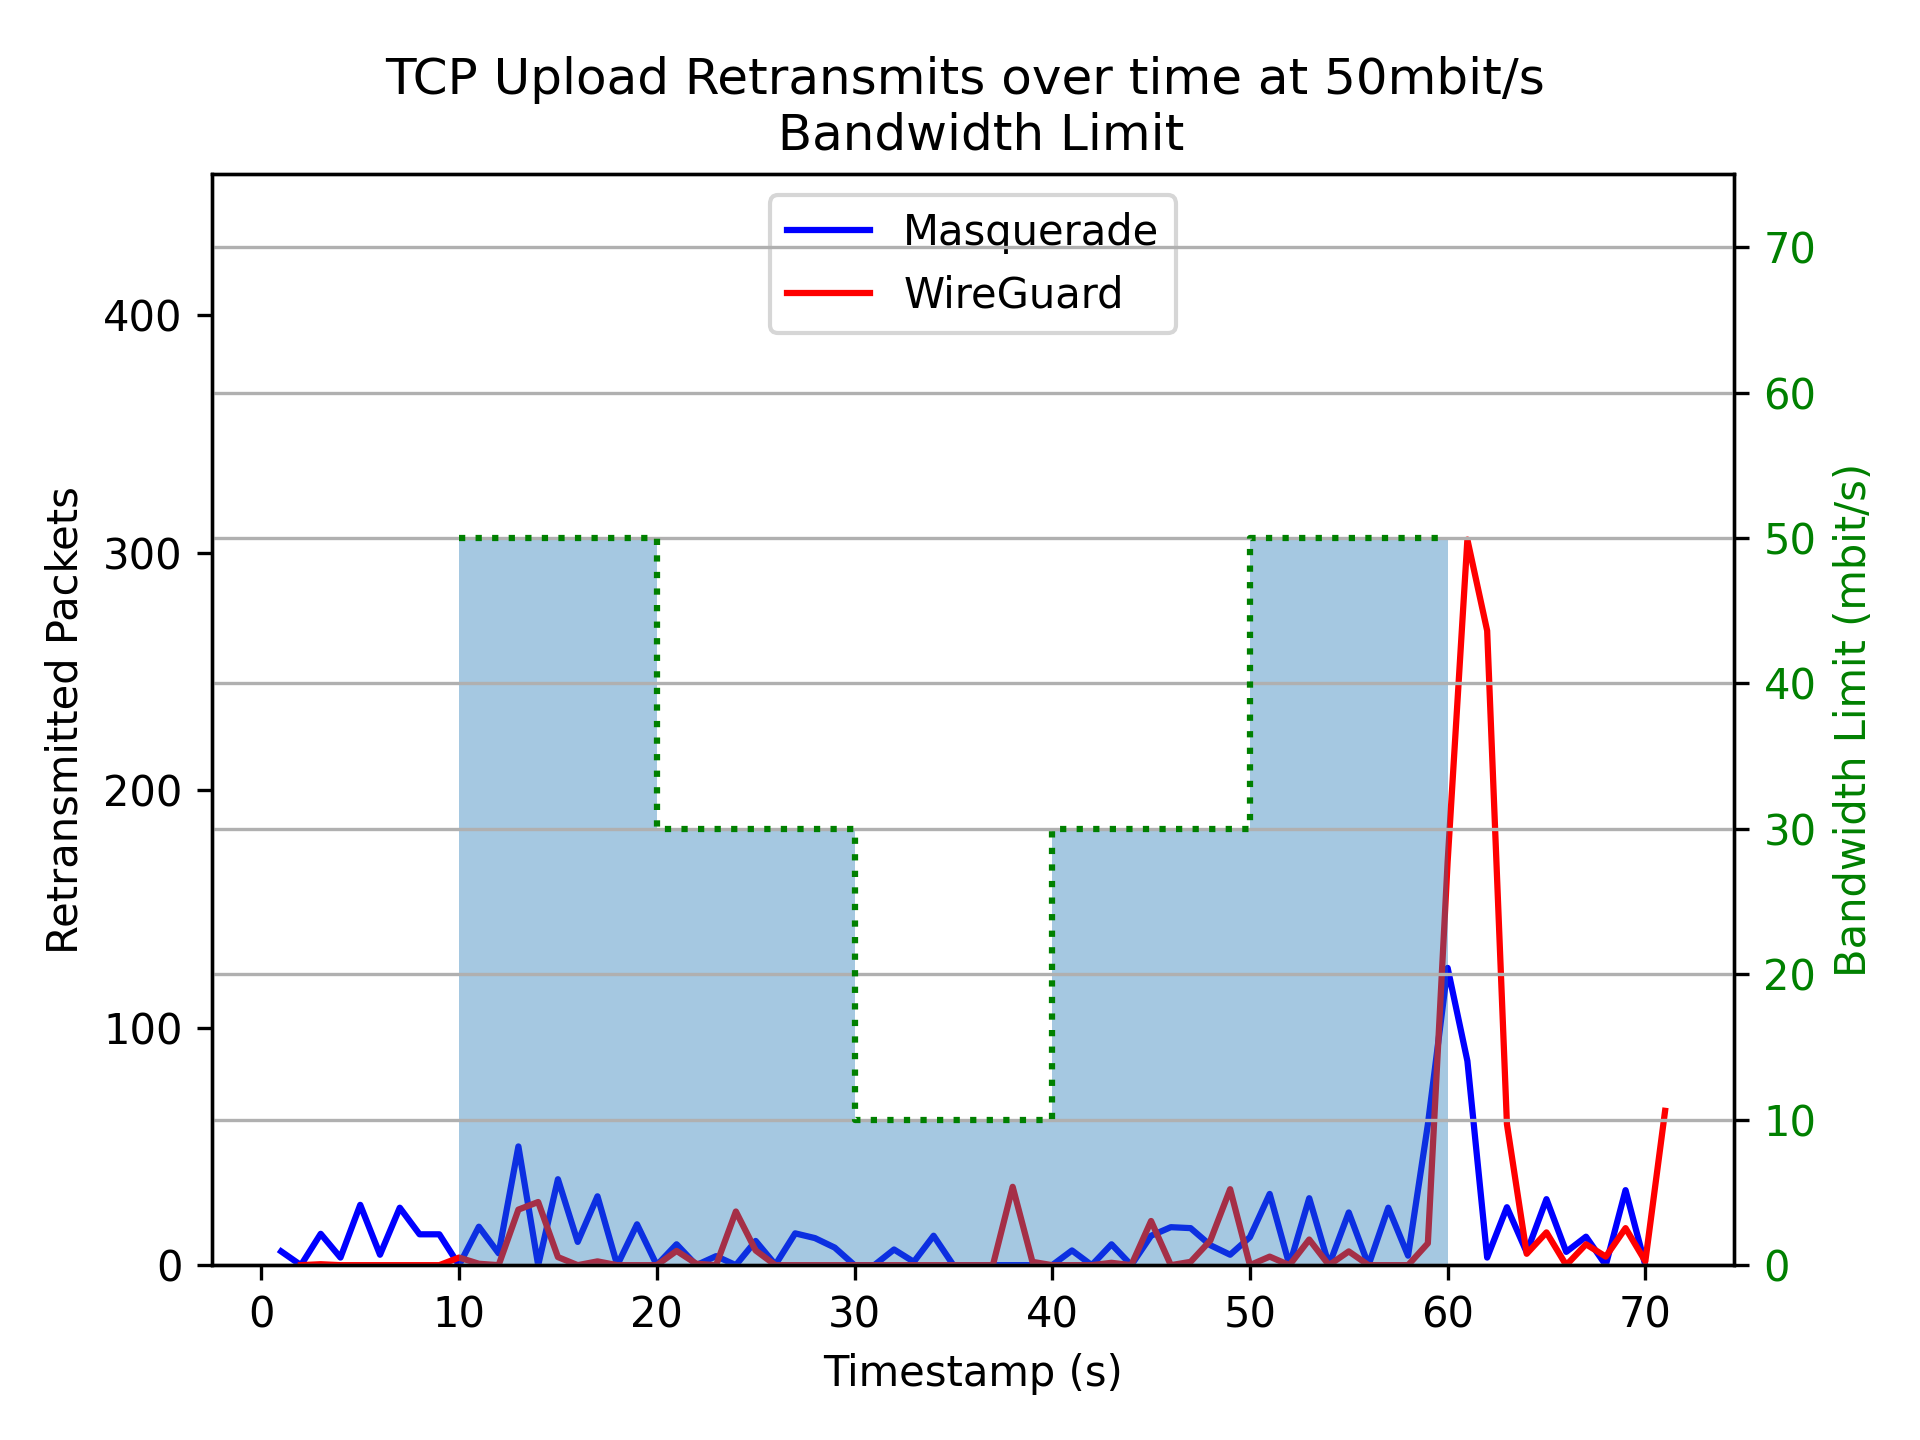 TCP Upload Retransmits over time at 50mbit/s
Bandwidth Limit
Masquerade
WireGuard
Retransmitted Packets
400
300
200
100
0
70
60
50
40
30
20
10
0
Bandwidth Limit (mbit/s)
0 10 20 30 40 50 60 70
Timestamp (s)